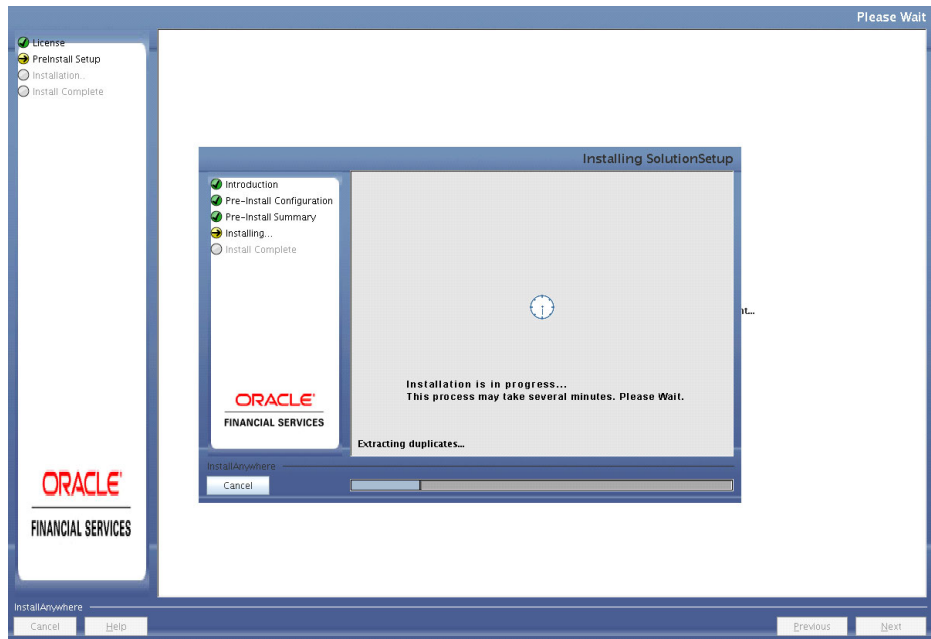 Please Wait
License
PreInstall Setup
Installation..
Install Complete
Installing SolutionSetup
Introduction
Pre-Install Configuration
Pre-Install Summary
Installing...
Install Complete
nt...
Installation is in progress...
This process may take several minutes. Please Wait.
ORACLE'
FINANCIAL SERVICES
Extracting duplicates...
InstallAnywhere
Cancel
ORACLE'
FINANCIAL SERVICES
InstallAnywhere
Cancel
Help
Previous
Next